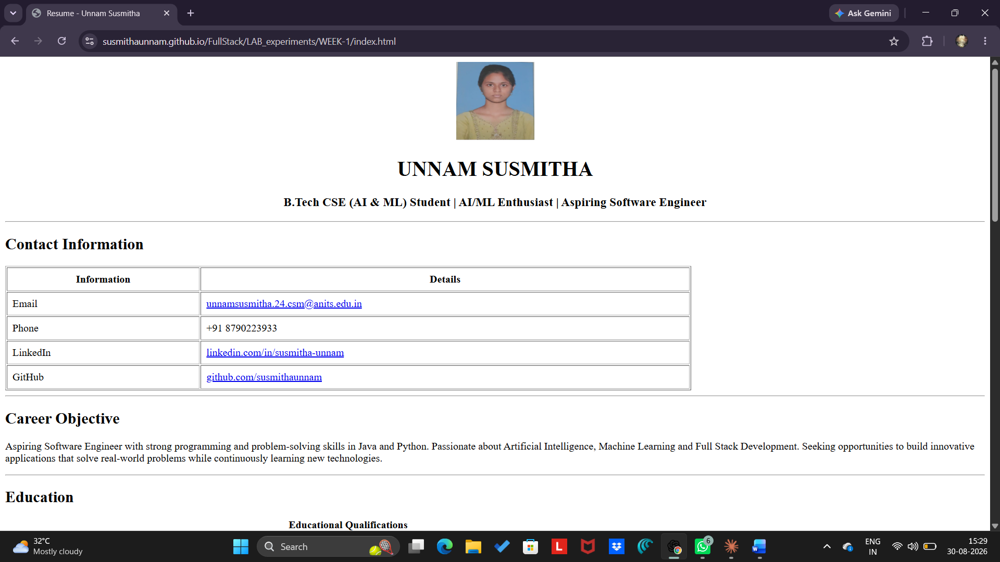 Resume - Unnam Susmitha
Ask Gemini
susmithaunnam.github.io/FullStack/LAB_experiments/WEEK-1/index.html
UNNAM SUSMITHA
B.Tech CSE (AI & ML) Student | AI/ML Enthusiast | Aspiring Software Engineer
Contact Information
Information Details
Email unnamsusmitha.24.csm@anits.edu.in
Phone +91 8790223933
LinkedIn linkedin.com/in/susmitha-unnam
GitHub github.com/susmithaunnam
Career Objective
Aspiring Software Engineer with strong programming and problem-solving skills in Java and Python. Passionate about Artificial Intelligence, Machine Learning and Full Stack Development. Seeking opportunities to build innovative
applications that solve real-world problems while continuously learning new technologies.
Education
Educational Qualifications
32°C
Mostly cloudy
Search
L
6
W
ENG
IN
15:29
30-08-2026